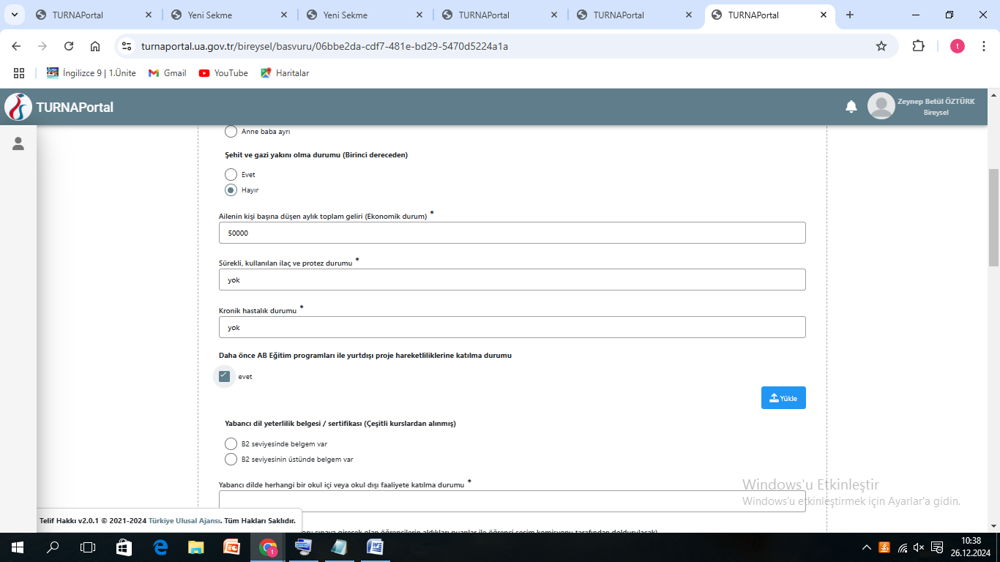 TURNAPortal
Yeni Sekme
Yeni Sekme
TURNAPortal
TURNAPortal
TURNAPortal
turnaportal.ua.gov.tr/bireysel/basvuru/06bbe2da-cdf7-481e-bd29-5470d5224a1a
t
İngilizce 9 | 1.Ünite
Gmail
YouTube
Haritalar
TURNAPortal
Zeynep Betül ÖZTÜRK
Bireysel
Anne baba ayrı
Şehit ve gazi yakını olma durumu (Birinci dereceden)
Evet
Hayır
Ailenin kişi başına düşen aylık toplam geliri (Ekonomik durum) *
50000
Sürekli, kullanılan ilaç ve protez durumu *
yok
Kronik hastalık durumu *
yok
Daha önce AB Eğitim programları ile yurtdışı proje hareketliliklerine katılma durumu
evet
Yükle
Yabancı dil yeterlilik belgesi / sertifikası (Çeşitli kurslardan alınmış)
B2 seviyesinde belgem var
B2 seviyesinin üstünde belgem var
Yabancı dilde herhangi bir okul içi veya okul dışı faaliyete katılma durumu *
Windows'u Etkinleştir
Windows'u etkinleştirmek için Ayarlar'a gidin.
Telif Hakkı v2.0.1 © 2021-2024 Türkiye Ulusal Ajansı. Tüm Hakları Saklıdır.
sınava girecek olan öğrencilerin aldıkları puanlar ile öğrenci seçim komisyonu tarafından doldurulacak)
10:38
26.12.2024